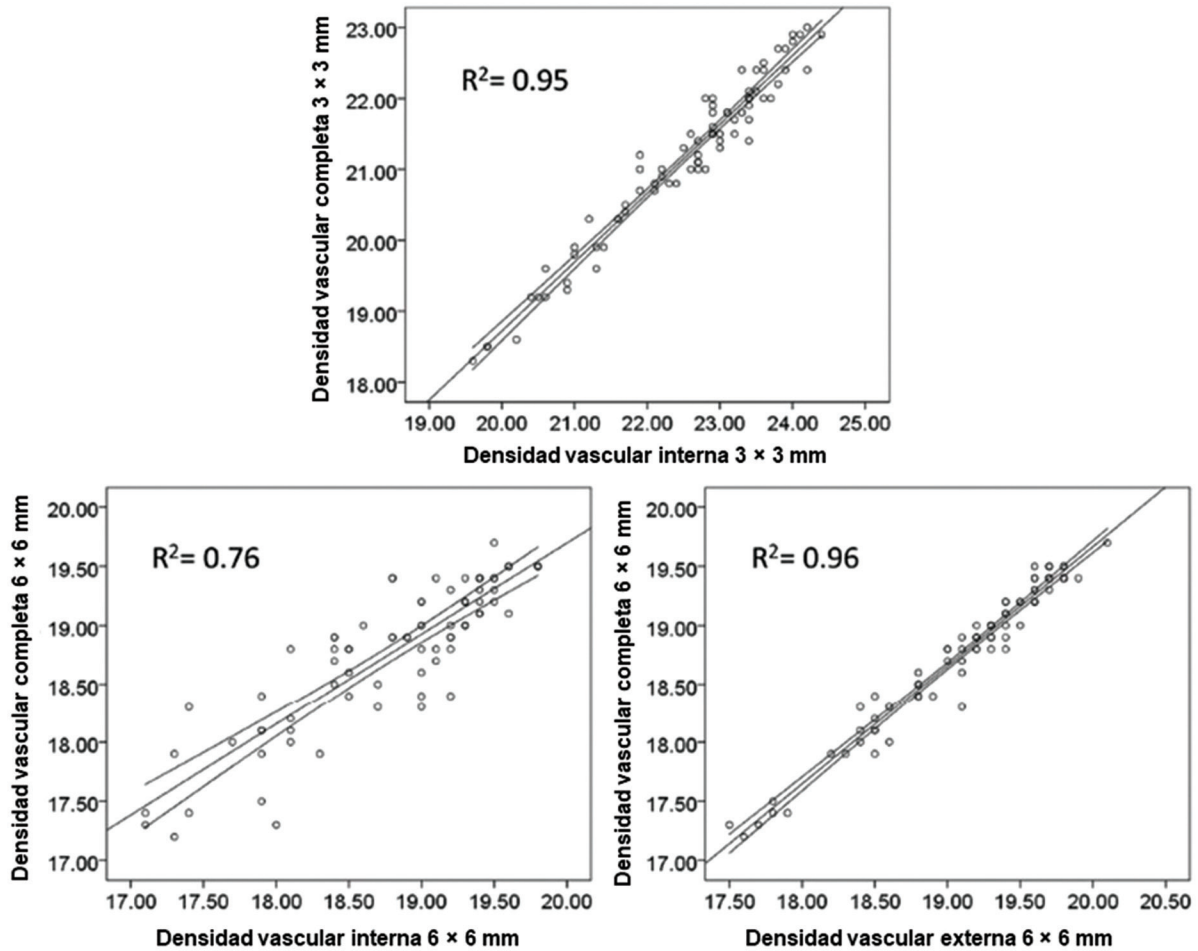 Densidad vascular completa 3 × 3 mm
23.00
22.00
21.00
20.00
19.00
18.00
R²= 0.95
19.00 20.00 21.00 22.00 23.00 24.00 25.00
Densidad vascular interna 3 × 3 mm
Densidad vascular completa 6 × 6 mm
20.00
19.50
19.00
18.50
18.00
17.50
17.00
R²= 0.76
17.00 17.50 18.00 18.50 19.00 19.50 20.00
Densidad vascular interna 6 × 6 mm
Densidad vascular completa 6 × 6 mm
20.00
19.50
19.00
18.50
18.00
17.50
17.00
R²= 0.96
17.50 18.00 18.50 19.00 19.50 20.00 20.50
Densidad vascular externa 6 × 6 mm